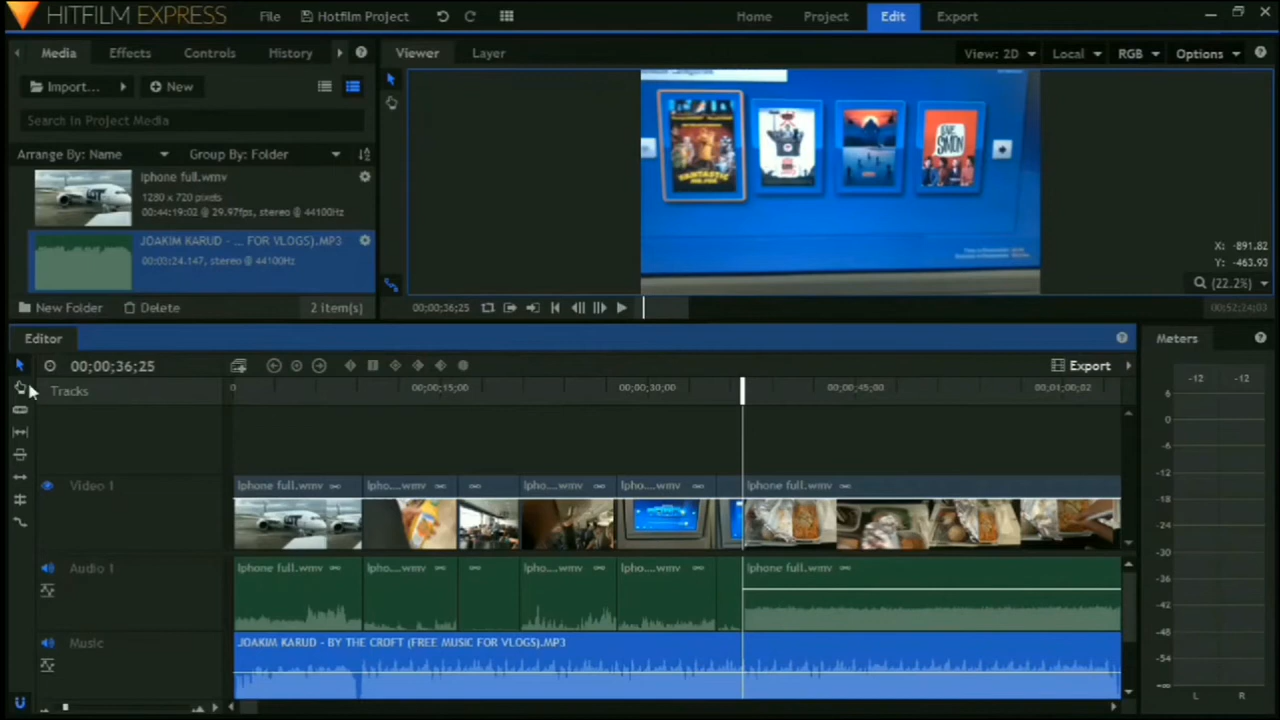 HITFILM EXPRESS
File
Hotfilm Project
Home
Project
Edit
Export
Media
Effects
Controls
History
Viewer
Layer
View: 2D
Local
RGB
Options
Import...
New
Search in Project Media
Arrange By: Name
Group By: Folder
Iphone full.wmv
1280 x 720 pixels
00:44:19:02 @ 29.97fps, stereo @ 44100Hz
JOAKIM KARUD - ... FOR VLOGS).MP3
00:03:24.147, stereo @ 44100Hz
New Folder
Delete
2 item(s)
FANTASTIC
X: -891.82
Y: -463.93
(22.2%)
00;00;36;25
00;52;24;03
Editor
Meters
00;00;36;25
Export
Tracks
0
00;00;15;00
00;00;30;00
00;00;45;00
00;01;00;02
-12 -12
6
0
-6
-12
-18
-24
-30
-36
-42
-48
-54
-∞
L R
Video 1
Iphone full.wmv
Ipho....wmv
Ipho....wmv
Ipho....wmv
Iphone full.wmv
Audio 1
Iphone full.wmv
Ipho....wmv
Ipho....wmv
Ipho....wmv
Iphone full.wmv
Music
JOAKIM KARUD - BY THE CROFT (FREE MUSIC FOR VLOGS).MP3